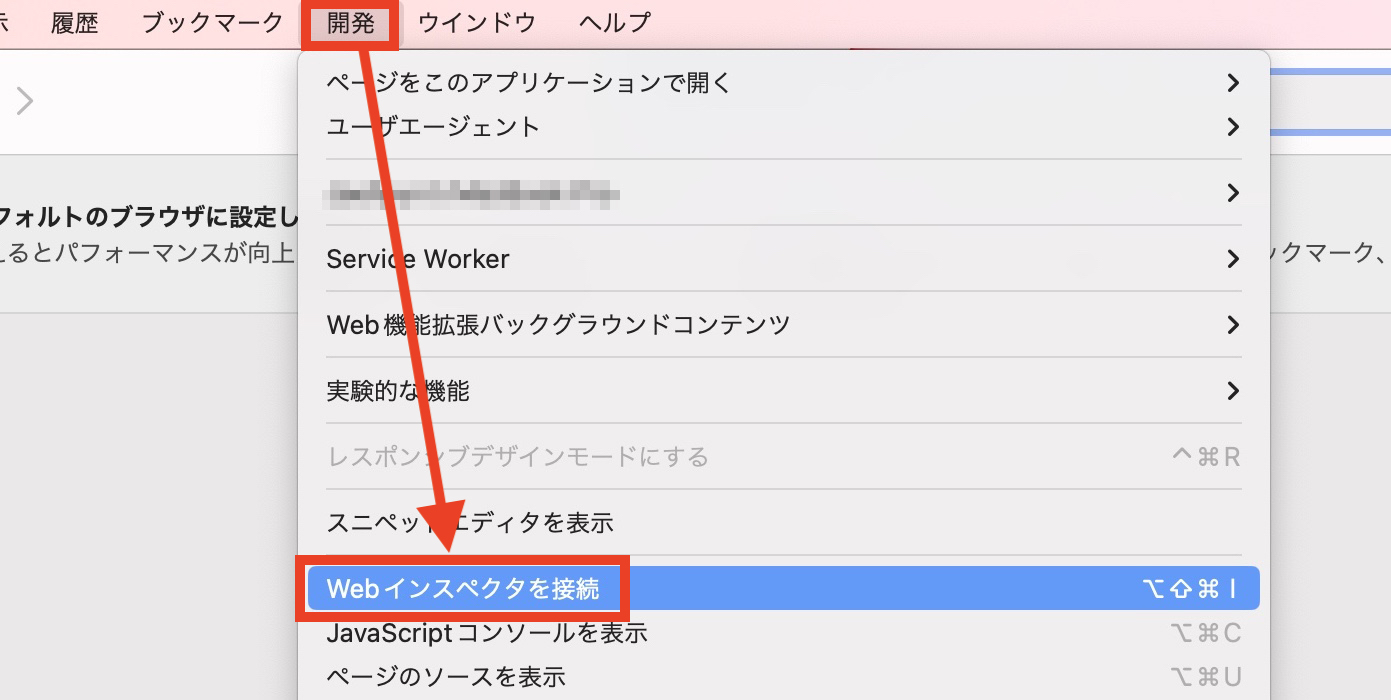 履歴 ブックマーク 開発 ウインドウ ヘルプ
ページをこのアプリケーションで開く
ユーザエージェント
フォルトのブラウザに設定し
えるとパフォーマンスが向上
ックマーク、
Service Worker
Web機能拡張バックグラウンドコンテンツ
実験的な機能
レスポンシブデザインモードにする ^⌘R
スニペットエディタを表示
Webインスペクタを接続 ⌥⇧⌘I
JavaScriptコンソールを表示 ⌥⌘C
ページのソースを表示 ⌥⌘U